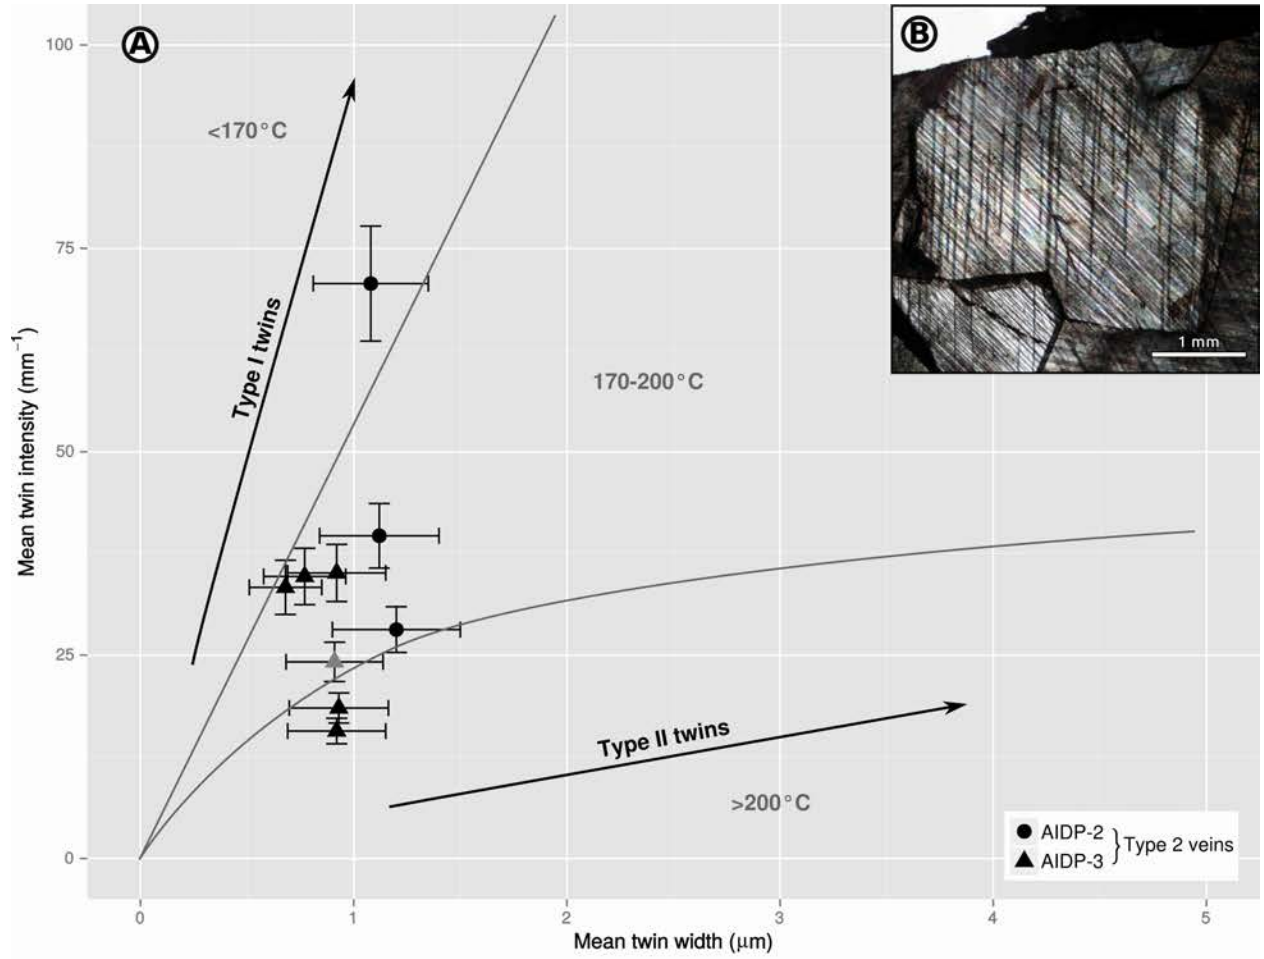 A
B
100
75
50
25
0
<170°C
Type I twins
170-200°C
1 mm
Type II twins
>200°C
AIDP-2
AIDP-3
} Type 2 veins
0 1 2 3 4 5
Mean twin width (μm)
Mean twin intensity (mm⁻¹)